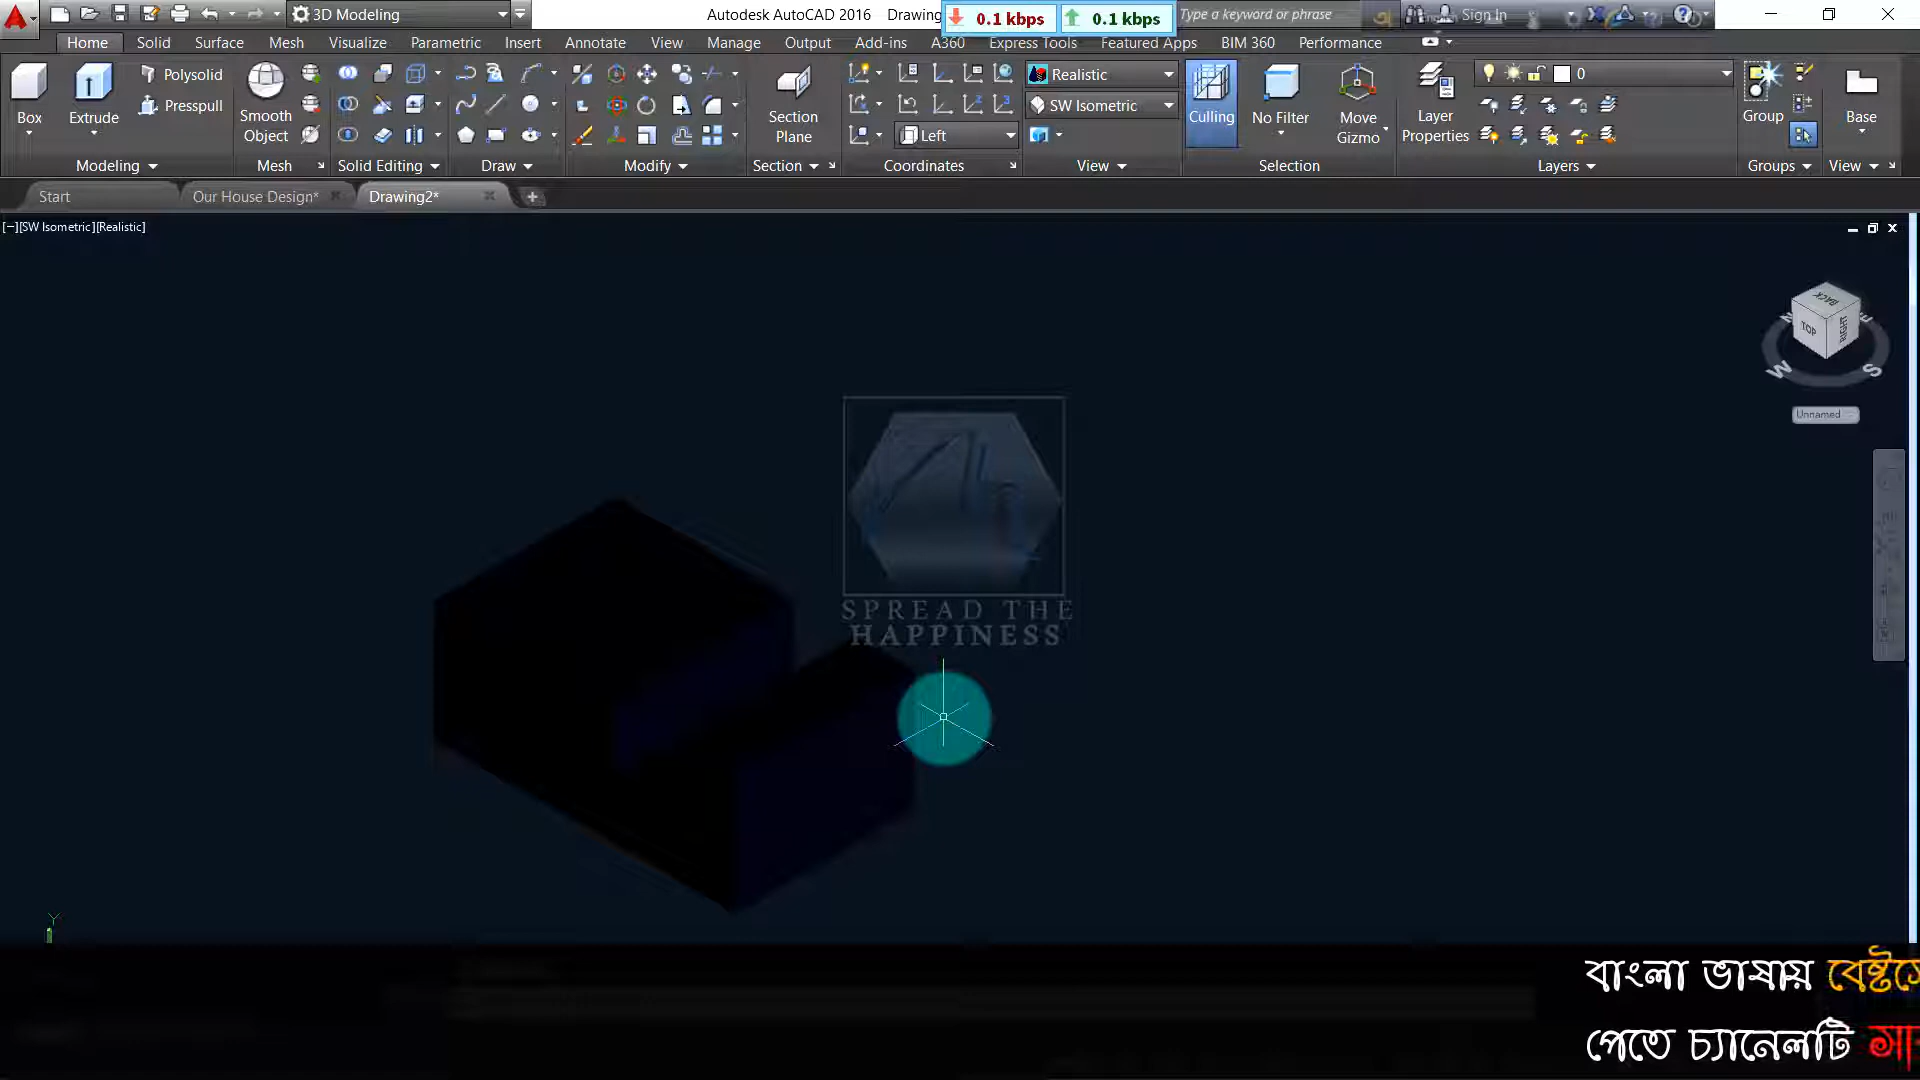 3D Modeling
Autodesk AutoCAD 2016 Drawing
0.1 kbps 0.1 kbps
Type a keyword or phrase
Sign In
Home Solid Surface Mesh Visualize Parametric Insert Annotate View Manage Output Add-ins A360 Express Tools Featured Apps BIM 360 Performance
Box
Extrude
Polysolid
Presspull
Smooth
Object
Section
Plane
Left
Realistic
SW Isometric
Culling
No Filter
Move
Gizmo
Layer
Properties
0
Group
Base
Modeling Mesh Solid Editing Draw Modify Section Coordinates View Selection Layers Groups View
Start Our House Design* Drawing2*
[−][SW Isometric][Realistic]
BACK
TOP
RIGHT
W
S
Unnamed
SPREAD THE
HAPPINESS
Y
বাংলা ভাষায়
পেতে চ্যানেলটি